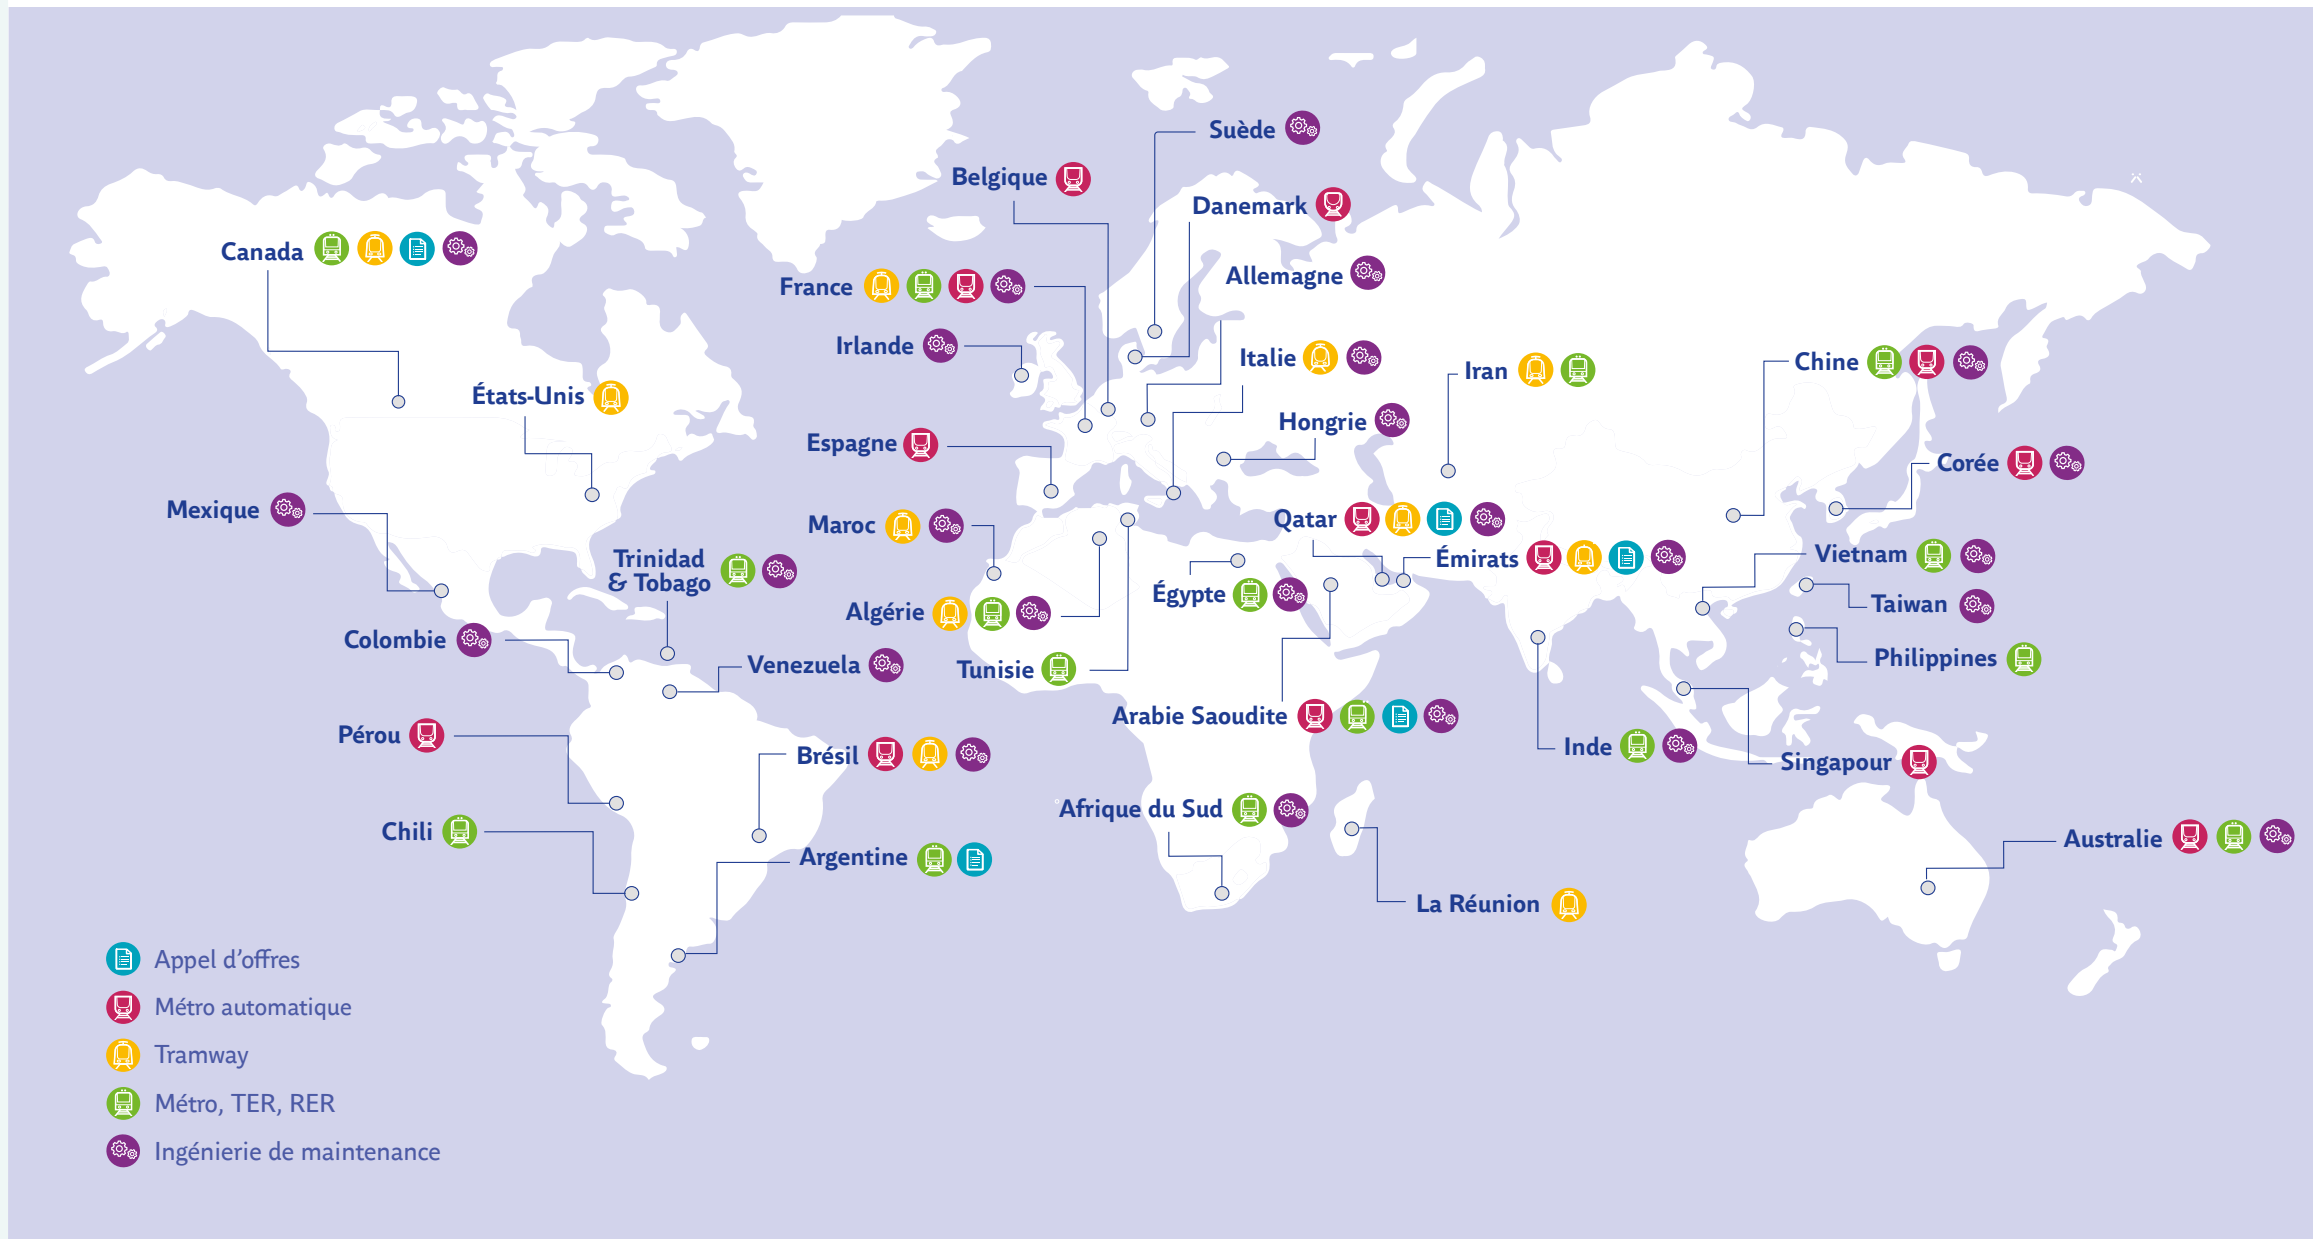 Suède
Belgique
Danemark
Canada
Allemagne
France
Irlande
Italie
Iran
Chine
États-Unis
Hongrie
Espagne
Corée
Mexique
Maroc
Qatar
Trinidad
& Tobago
Émirats
Vietnam
Égypte
Algérie
Taiwan
Colombie
Venezuela
Tunisie
Philippines
Arabie Saoudite
Pérou
Brésil
Inde
Singapour
Afrique du Sud
Chili
Argentine
Australie
La Réunion
Appel d'offres
Métro automatique
Tramway
Métro, TER, RER
Ingénierie de maintenance